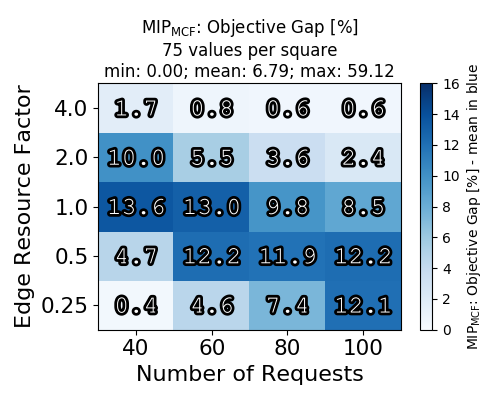 MIP_MCF: Objective Gap [%]
75 values per square
min: 0.00; mean: 6.79; max: 59.12
Edge Resource Factor
4.0 1.7 0.8 0.6 0.6
2.0 10.0 5.5 3.6 2.4
1.0 13.6 13.0 9.8 8.5
0.5 4.7 12.2 11.9 12.2
0.25 0.4 4.6 7.4 12.1
40 60 80 100
Number of Requests
16
14
12
10
8
6
4
2
0
MIP_MCF: Objective Gap [%] - mean in blue